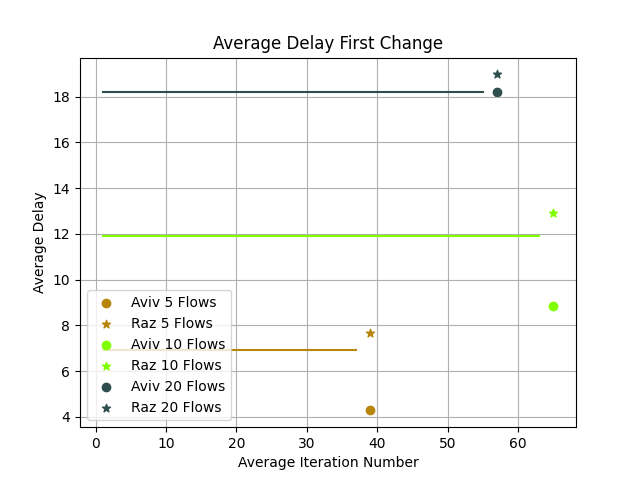 Average Delay First Change
Average Delay
18
16
14
12
10
8
6
4
Aviv 5 Flows
Raz 5 Flows
Aviv 10 Flows
Raz 10 Flows
Aviv 20 Flows
Raz 20 Flows
0 10 20 30 40 50 60
Average Iteration Number